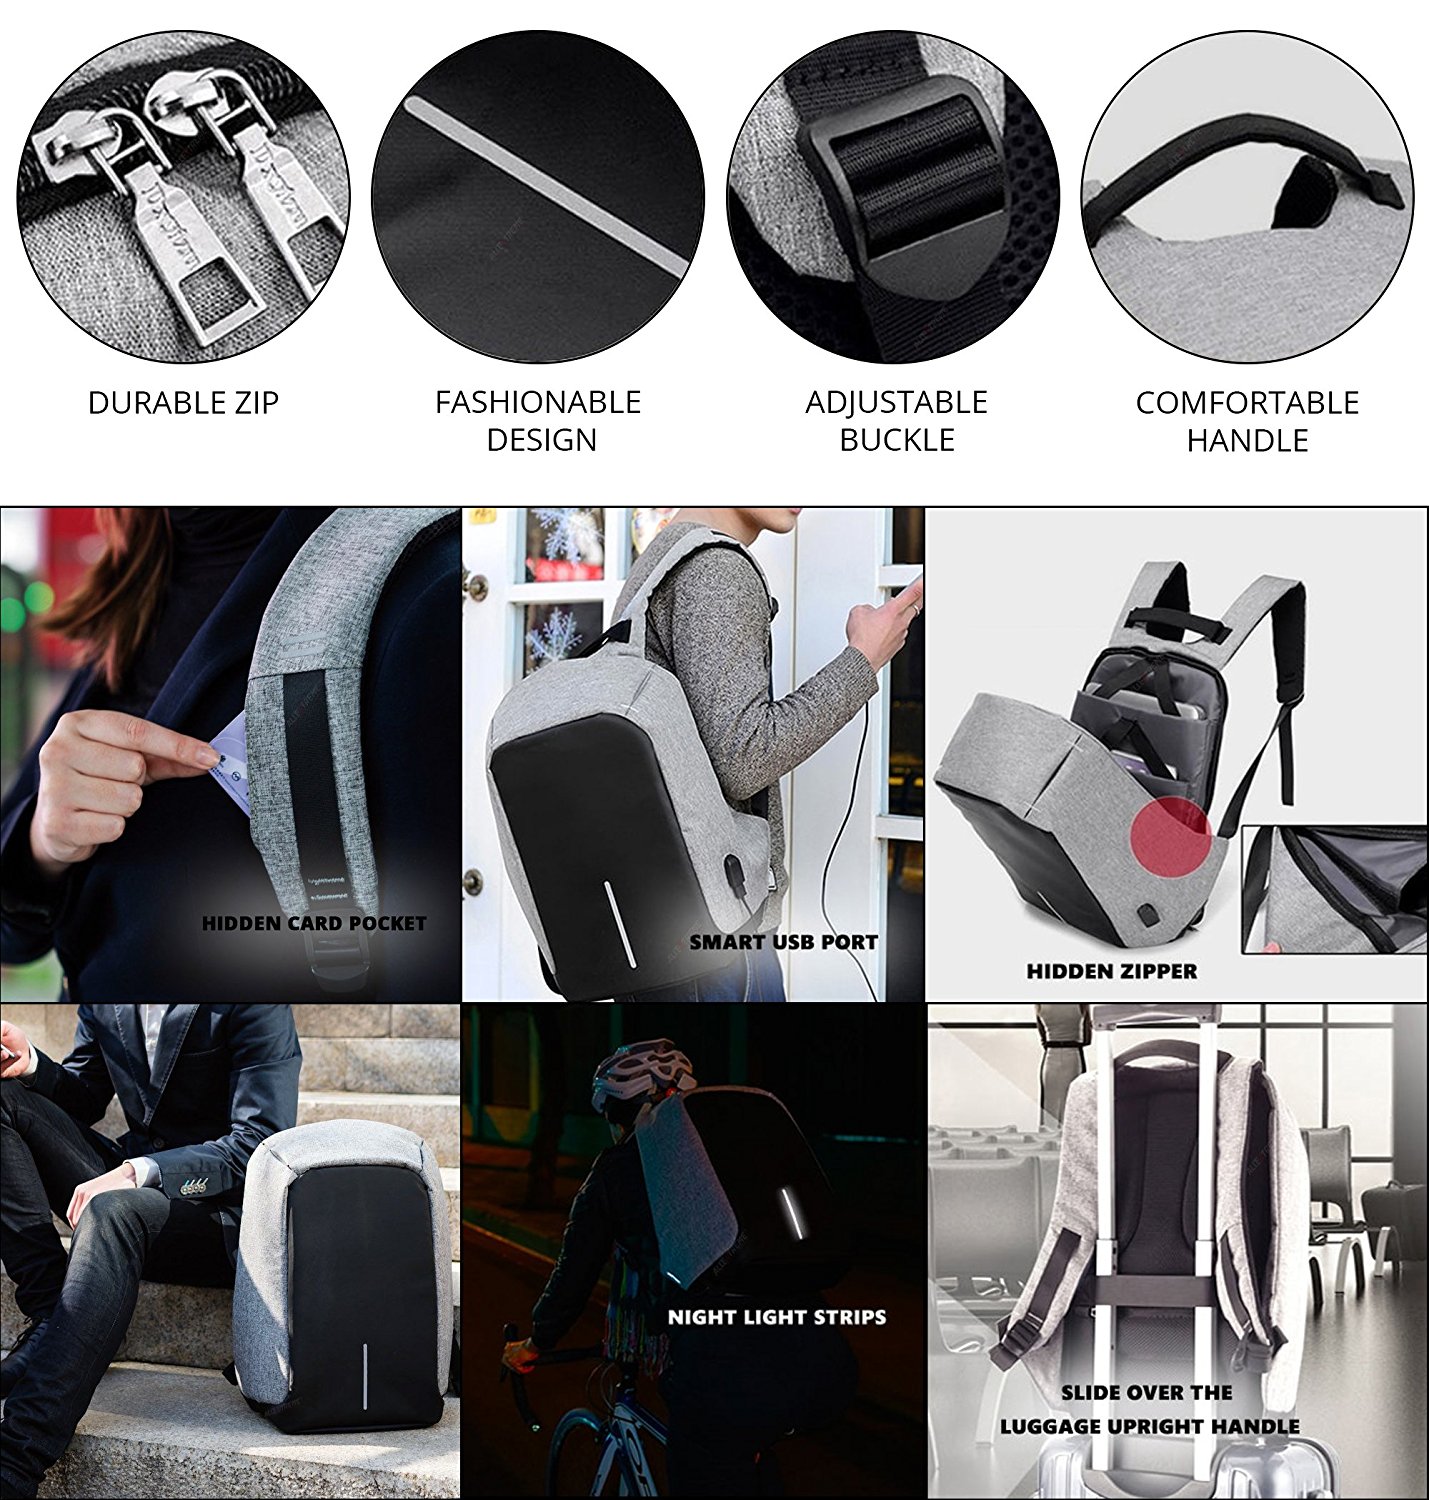 DURABLE ZIP
FASHIONABLE
DESIGN
ADJUSTABLE
BUCKLE
COMFORTABLE
HANDLE
HIDDEN CARD POCKET
SMART USB PORT
HIDDEN ZIPPER
NIGHT LIGHT STRIPS
SLIDE OVER THE
LUGGAGE UPRIGHT HANDLE